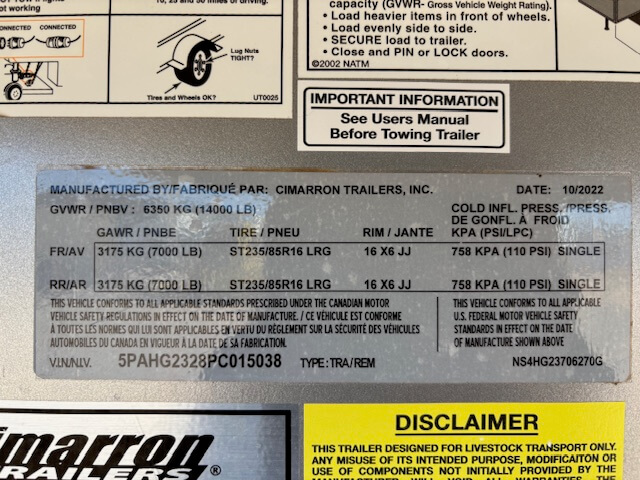 not working
CONNECTED
CONNECTED
Lug Nuts
TIGHT?
Tires and Wheels OK?
UT0025
capacity (GVWR- Gross Vehicle Weight Rating).
• Load heavier items in front of wheels.
• Load evenly side to side.
• SECURE load to trailer.
• Close and PIN or LOCK doors.
©2002 NATM
IMPORTANT INFORMATION
See Users Manual
Before Towing Trailer
MANUFACTURED BY/FABRIQUÉ PAR: CIMARRON TRAILERS, INC. DATE: 10/2022
GVWR / PNBV : 6350 KG (14000 LB) COLD INFL. PRESS./PRESS.
DE GONFL. À FROID
GAWR / PNBE TIRE / PNEU RIM / JANTE KPA (PSI/LPC)
FR/AV 3175 KG (7000 LB) ST235/85R16 LRG 16 X6 JJ 758 KPA (110 PSI) SINGLE
RR/AR 3175 KG (7000 LB) ST235/85R16 LRG 16 X6 JJ 758 KPA (110 PSI) SINGLE
THIS VEHICLE CONFORMS TO ALL APPLICABLE STANDARDS PRESCRIBED UNDER THE CANADIAN MOTOR
VEHICLE SAFETY REGULATIONS IN EFFECT ON THE DATE OF MANUFACTURE. / CE VÉHICULE EST CONFORME
À TOUTES LES NORMES QUI LUI SONT APPLICABLES EN VERTU DU RÈGLEMENT SUR LA SÉCURITÉ DES VÉHICLES
AUTOMOBILES DU CANADA EN VIGUEUR À LA DATE DE SA FABRICATION.
THIS VEHICLE CONFORMS TO ALL APPLICABLE
U.S. FEDERAL MOTOR VEHICLE SAFETY
STANDARDS IN EFFECT ON THE DATE
OF MANUFACTURE SHOWN ABOVE
V.I.N/N.I.V. 5PAHG2328PC015038 TYPE: TRA/REM NS4HG23706270G
imarron
TRAILERS ®
DISCLAIMER
THIS TRAILER DESIGNED FOR LIVESTOCK TRANSPORT ONLY.
ANY MISUSE OF ITS INTENDED PURPOSE, MODIFICAITON OR
USE OF COMPONENTS NOT INITIALLY PROVIDED BY THE
MANUFACTURER WILL VOID ALL WARRANTIES THE